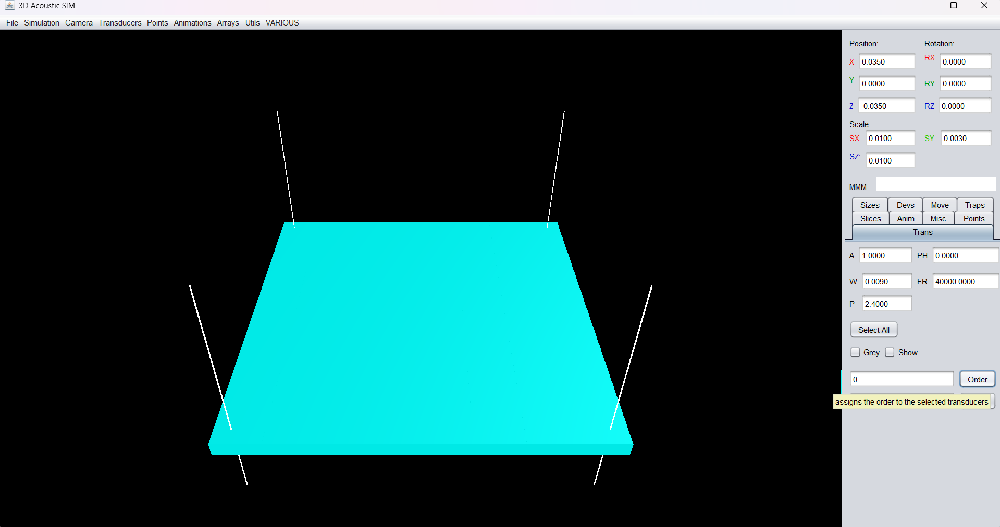 3D Acoustic SIM
File Simulation Camera Transducers Points Animations Arrays Utils VARIOUS
Position: Rotation:
X 0.0350 RX 0.0000
Y 0.0000 RY 0.0000
Z -0.0350 RZ 0.0000
Scale:
SX: 0.0100 SY: 0.0030
SZ: 0.0100
MMM
Sizes Devs Move Traps
Slices Anim Misc Points
Trans
A 1.0000 PH 0.0000
W 0.0090 FR 40000.0000
P 2.4000
Select All
Grey Show
0 Order
assigns the order to the selected transducers